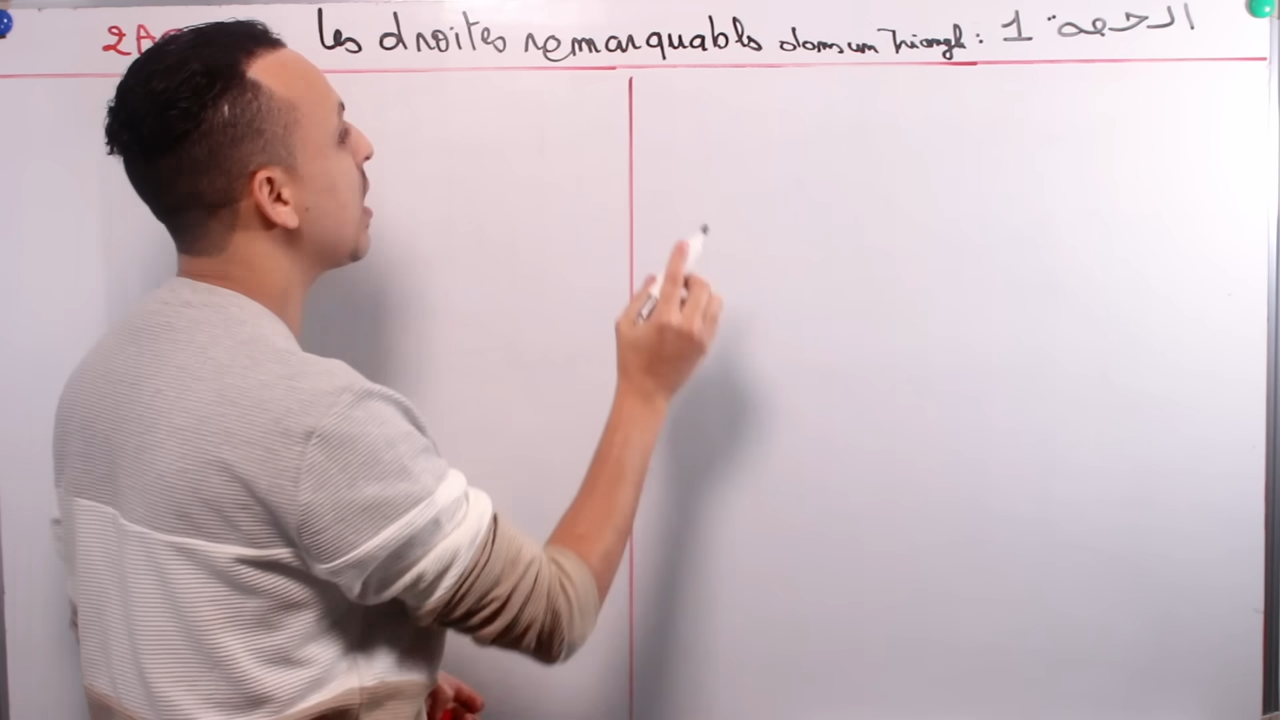 2A les droites remarquables dans un Triangle : الحصة 1